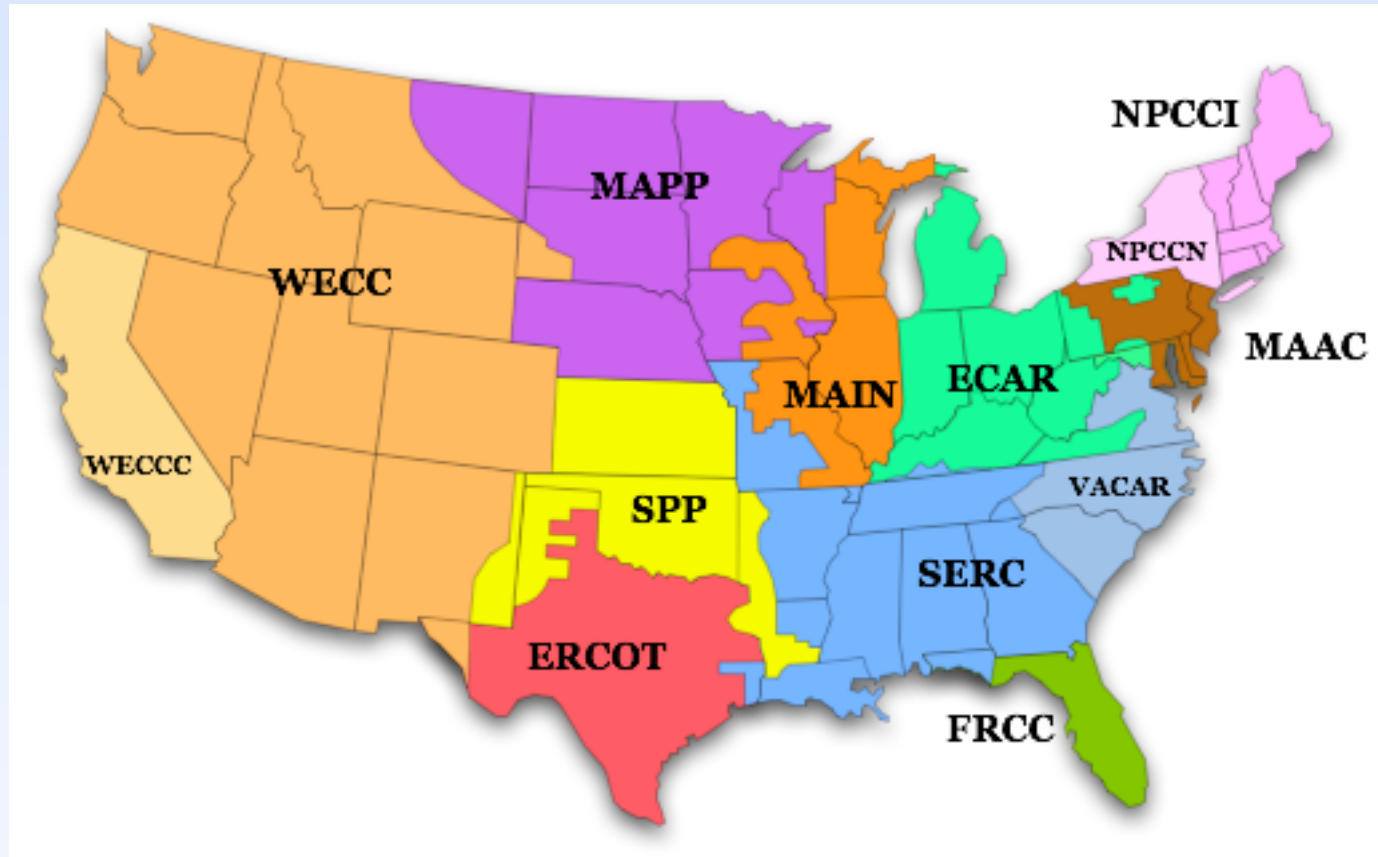 NPCCI
MAPP
NPCCN
WECC
MAAC
ECAR
MAIN
WECCC
VACAR
SPP
SERC
ERCOT
FRCC